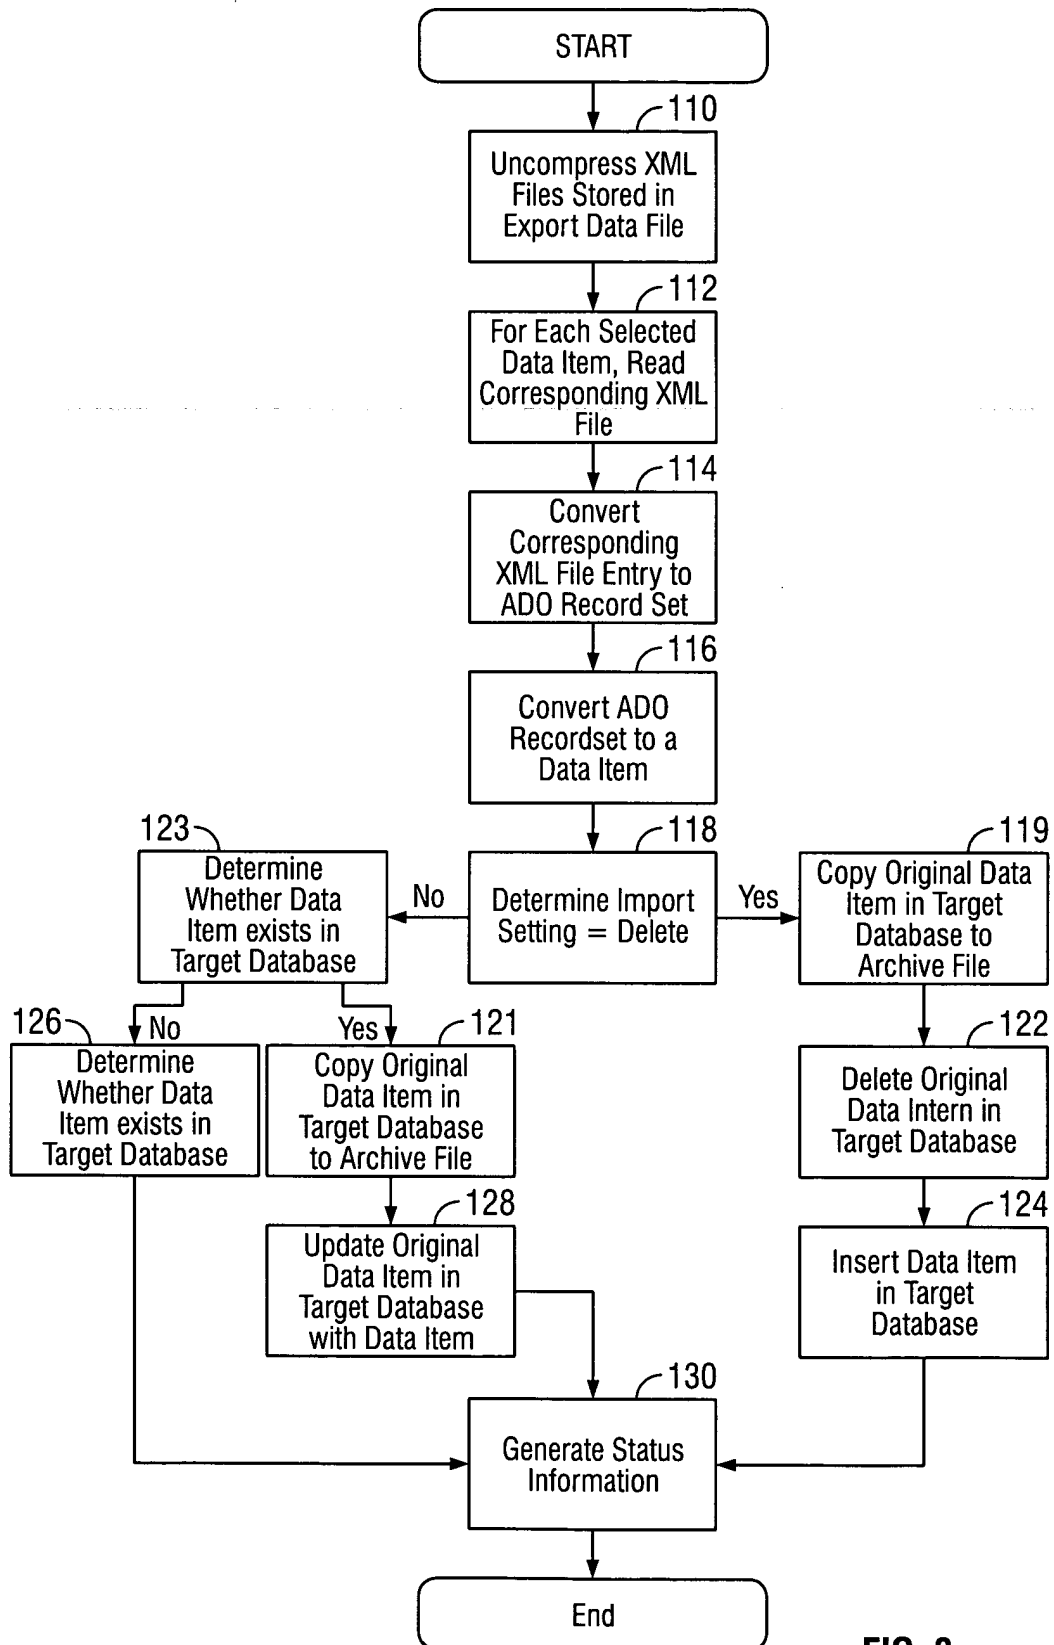 START
110
Uncompress XML
Files Stored in
Export Data File
112
For Each Selected
Data Item, Read
Corresponding XML
File
114
Convert
Corresponding
XML File Entry to
ADO Record Set
116
Convert ADO
Recordset to a
Data Item
118
Determine Import
Setting = Delete
No
Yes
123
Determine
Whether Data
Item exists in
Target Database
119
Copy Original Data
Item in Target
Database to
Archive File
No
Yes
126
Determine
Whether Data
Item exists in
Target Database
121
Copy Original
Data Item in
Target Database
to Archive File
122
Delete Original
Data Intern in
Target Database
128
Update Original
Data Item in
Target Database
with Data Item
124
Insert Data Item
in Target
Database
130
Generate Status
Information
End